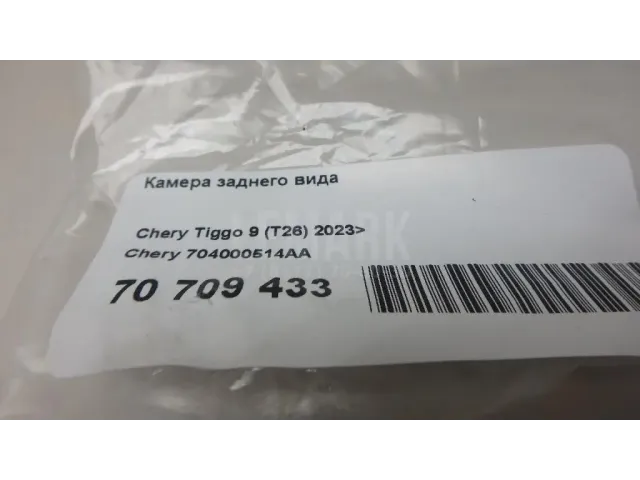 Камера заднего вида
Chery Tiggo 9 (T26) 2023>
Chery 704000514AA
70 709 433